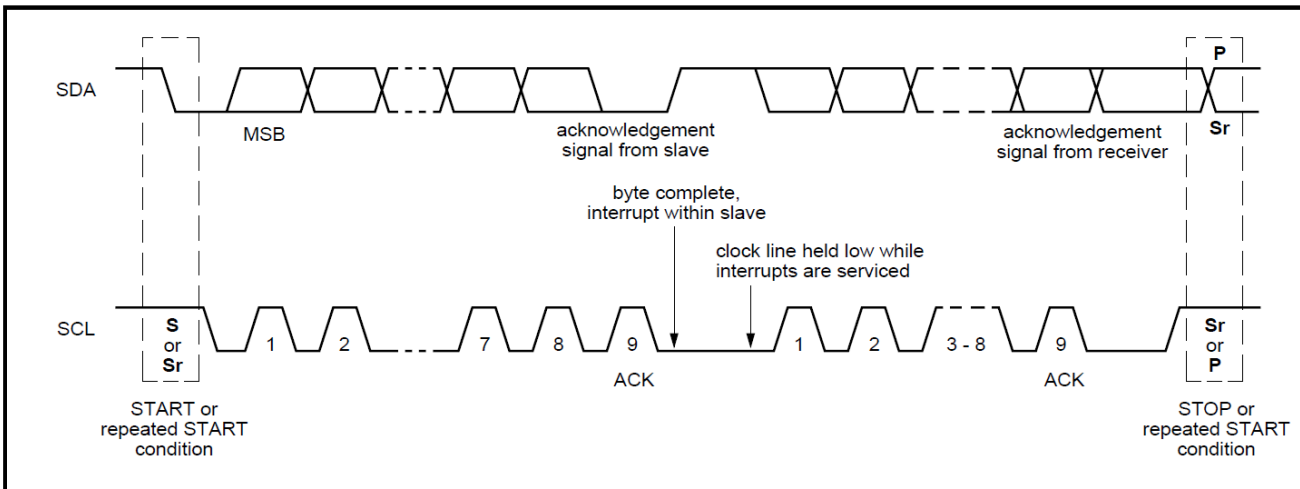 P
SDA
MSB
acknowledgement
signal from slave
acknowledgement
signal from receiver
Sr
byte complete,
interrupt within slave
clock line held low while
interrupts are serviced
SCL
S
or
Sr
1
2
7
8
9
1
2
3 - 8
9
Sr
or
P
ACK
ACK
START or
repeated START
condition
STOP or
repeated START
condition